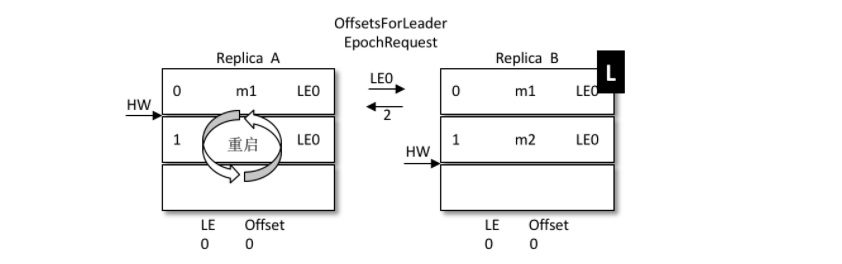 OffsetsForLeader
EpochRequest
Replica A
Replica B
L
0 m1 LE0
LE0
2
0 m1 LE0
HW
1 重启 LE0
HW
1 m2 LE0
LE Offset
0 0
LE Offset
0 0